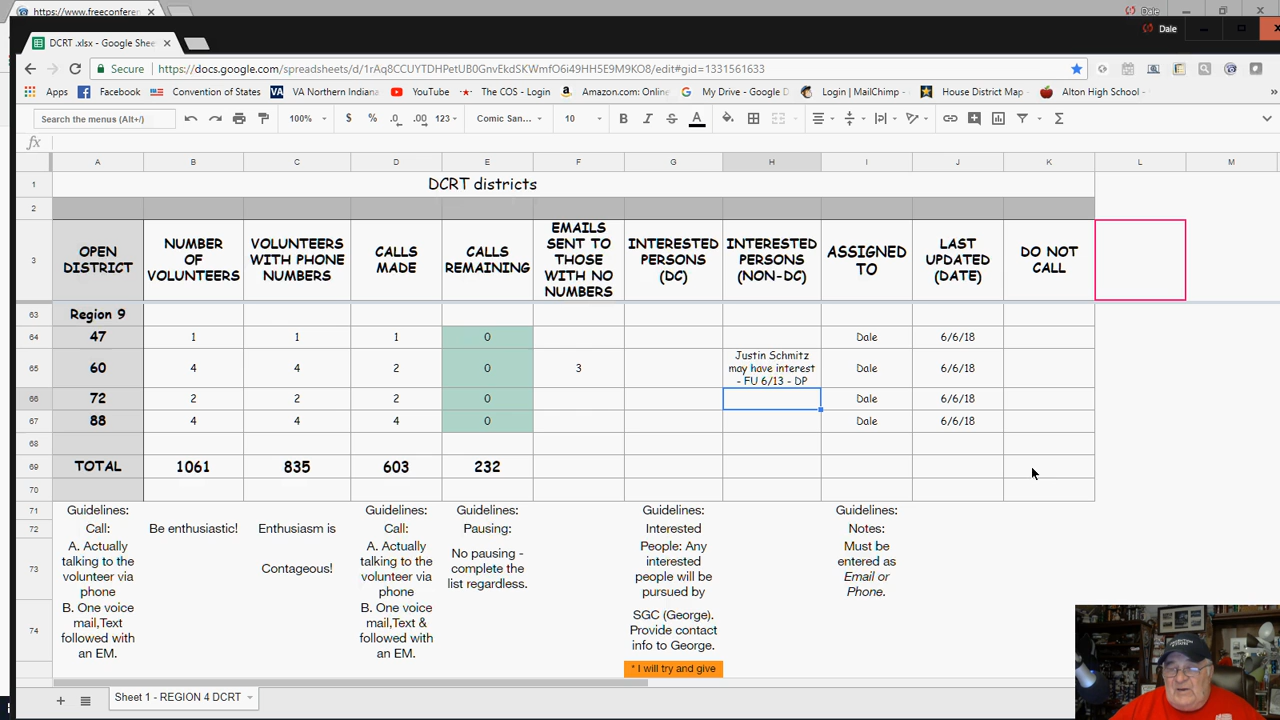 https://www.freeconferenc
Dale
Dale
DCRT .xlsx - Google Shee
Secure https://docs.google.com/spreadsheets/d/1rAq8CCUYTDHPetUB0GnvEkdSKWmfO6i49HH5E9M9KO8/edit#gid=1331561633
Apps Facebook Convention of States VA Northern Indiana YouTube The COS - Login Amazon.com: Onlin My Drive - Google D Login | MailChimp House District Map Alton High School -
Search the menus (Alt+/) 100% $ % .0 .00 123 Comic San... 10 B I S A
fx
A B C D E F G H I J K L M
1 DCRT districts
2
3
OPEN DISTRICT
NUMBER OF VOLUNTEERS
VOLUNTEERS WITH PHONE NUMBERS
CALLS MADE
CALLS REMAINING
EMAILS SENT TO THOSE WITH NO NUMBERS
INTERESTED PERSONS (DC)
INTERESTED PERSONS (NON-DC)
ASSIGNED TO
LAST UPDATED (DATE)
DO NOT CALL
63 Region 9
64 47 1 1 1 0 Dale 6/6/18
65 60 4 4 2 0 3 Justin Schmitz may have interest - FU 6/13 - DP Dale 6/6/18
66 72 2 2 2 0 Dale 6/6/18
67 88 4 4 4 0 Dale 6/6/18
68
69 TOTAL 1061 835 603 232
70
71 Guidelines: Guidelines: Guidelines: Guidelines: Guidelines:
72 Call: Be enthusiastic! Enthusiasm is Call: Pausing: Interested Notes:
73
A. Actually talking to the volunteer via phone
Contageous!
A. Actually talking to the volunteer via phone
No pausing - complete the list regardless.
People: Any interested people will be pursued by
Must be entered as Email or Phone.
74
B. One voice mail,Text followed with an EM.
B. One voice mail,Text & followed with an EM.
SGC (George). Provide contact info to George.
* I will try and give
Sheet 1 - REGION 4 DCRT